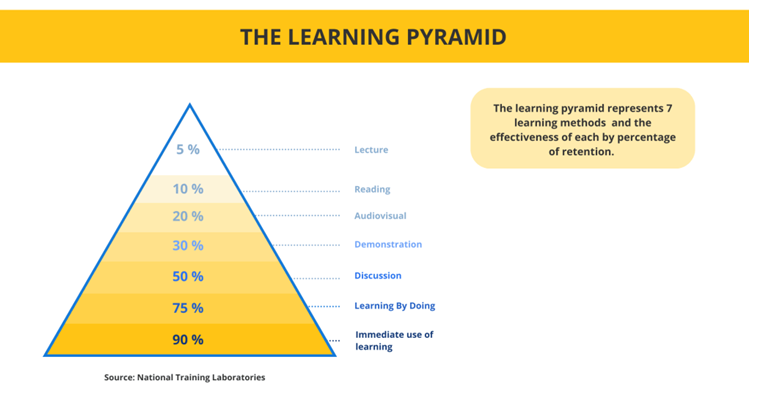 THE LEARNING PYRAMID
The learning pyramid represents 7
learning methods and the
effectiveness of each by percentage
of retention.
5 % Lecture
10 % Reading
20 % Audiovisual
30 % Demonstration
50 % Discussion
75 % Learning By Doing
90 % Immediate use of
learning
Source: National Training Laboratories